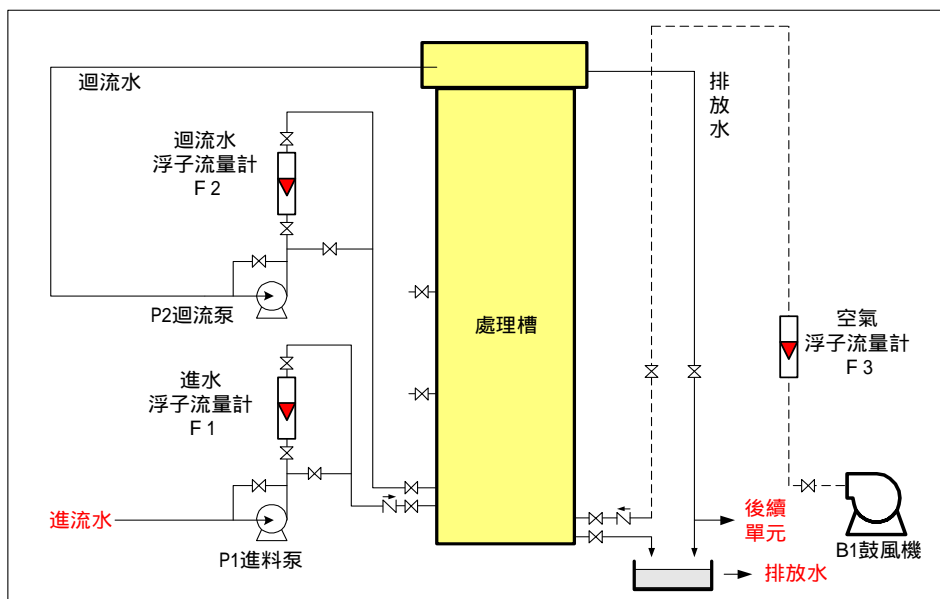 迴流水
排
放
水
迴流水
浮子流量計
F 2
P2迴流泵
處理槽
空氣
浮子流量計
F 3
進水
浮子流量計
F 1
進流水
P1進料泵
後續
單元
B1鼓風機
排放水